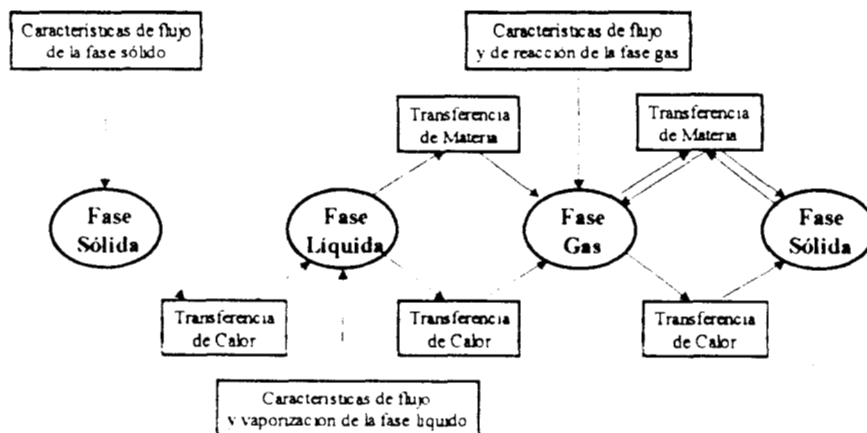 Características de flujo
de la fase sólido
Características de flujo
y de reacción de la fase gas
Transferencia
de Materia
Transferencia
de Materia
Fase
Sólida
Fase
Líquida
Fase
Gas
Fase
Sólida
Transferencia
de Calor
Transferencia
de Calor
Transferencia
de Calor
Características de flujo
y vaporización de la fase líquido